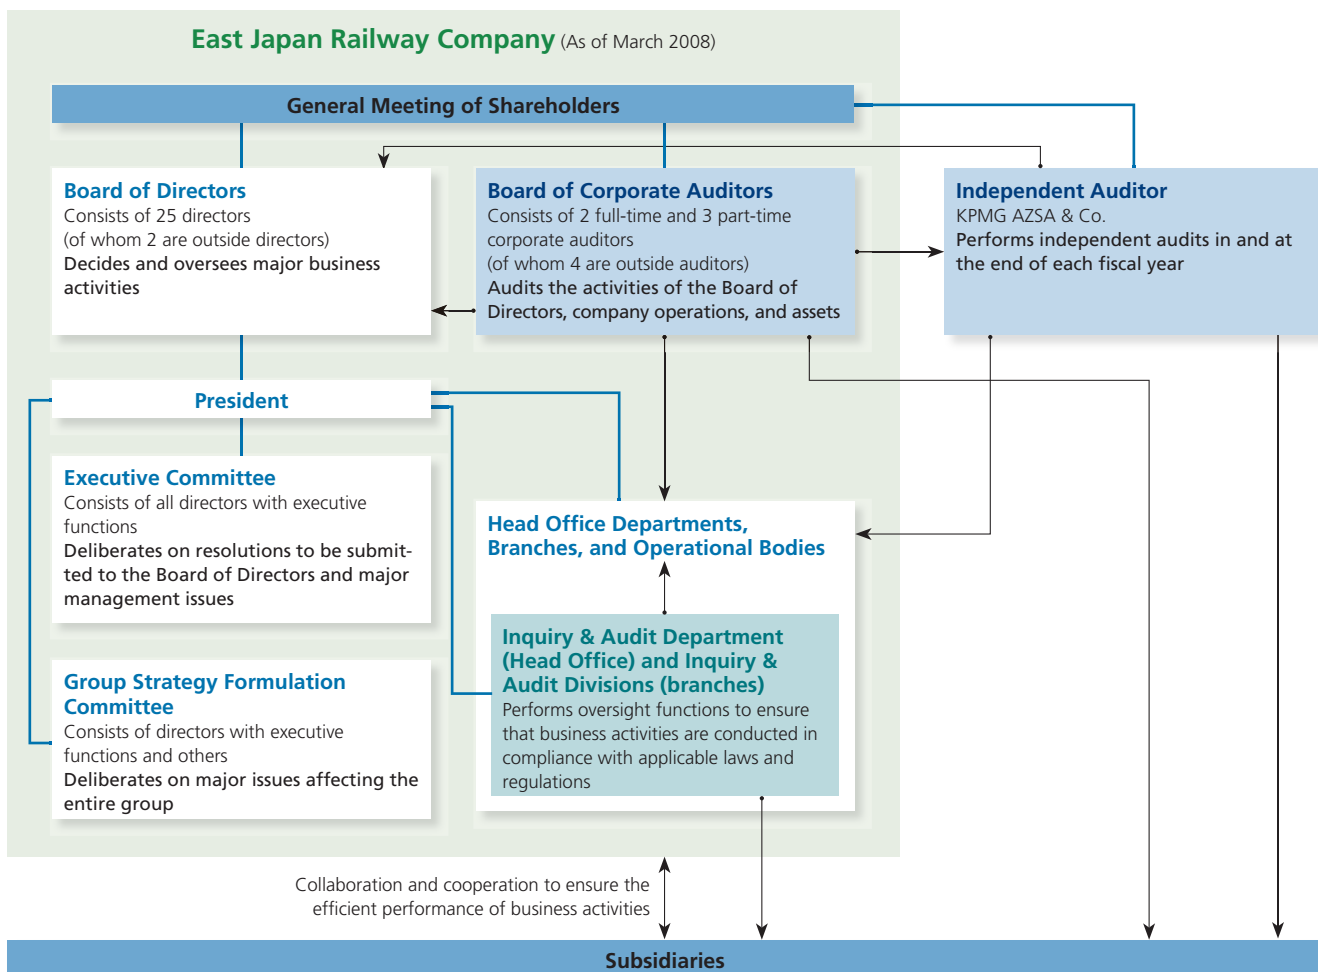 East Japan Railway Company (As of March 2008)
General Meeting of Shareholders
Board of Directors
Consists of 25 directors
(of whom 2 are outside directors)
Decides and oversees major business
activities
Board of Corporate Auditors
Consists of 2 full-time and 3 part-time
corporate auditors
(of whom 4 are outside auditors)
Audits the activities of the Board of
Directors, company operations, and assets
Independent Auditor
KPMG AZSA & Co.
Performs independent audits in and at
the end of each fiscal year
President
Executive Committee
Consists of all directors with executive
functions
Deliberates on resolutions to be submit-
ted to the Board of Directors and major
management issues
Group Strategy Formulation
Committee
Consists of directors with executive
functions and others
Deliberates on major issues affecting the
entire group
Head Office Departments,
Branches, and Operational Bodies
Inquiry & Audit Department
(Head Office) and Inquiry &
Audit Divisions (branches)
Performs oversight functions to ensure
that business activities are conducted in
compliance with applicable laws and
regulations
Collaboration and cooperation to ensure the
efficient performance of business activities
Subsidiaries